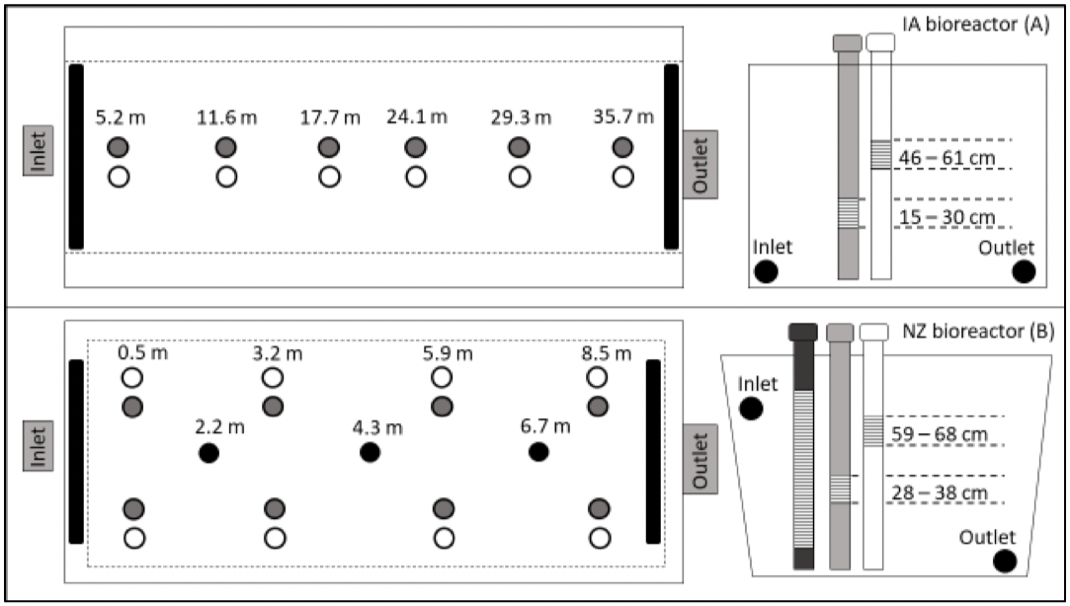 IA bioreactor (A)
5.2 m 11.6 m 17.7 m 24.1 m 29.3 m 35.7 m
Inlet
Outlet
46 – 61 cm
15 – 30 cm
Inlet
Outlet
NZ bioreactor (B)
0.5 m 3.2 m 5.9 m 8.5 m
2.2 m 4.3 m 6.7 m
Inlet
Outlet
Inlet
59 – 68 cm
28 – 38 cm
Outlet